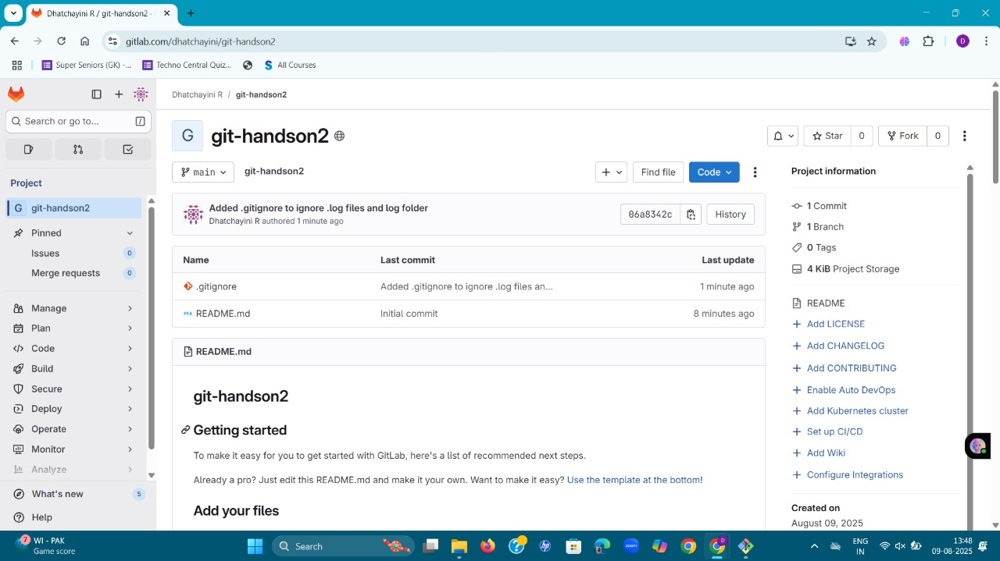 Dhatchayini R / git-handson2 ·
gitlab.com/dhatchayini/git-handson2
D
Super Seniors (GK) -...
Techno Central Quiz...
All Courses
Search or go to...
/
Project
G git-handson2
Pinned
Issues 0
Merge requests 0
Manage
Plan
Code
Build
Secure
Deploy
Operate
Monitor
Analyze
What's new 5
Help
Dhatchayini R / git-handson2
G git-handson2
Star 0
Fork 0
main
git-handson2
Find file
Code
Added .gitignore to ignore .log files and log folder
Dhatchayini R authored 1 minute ago
06a8342c
History
Name Last commit Last update
.gitignore Added .gitignore to ignore .log files an... 1 minute ago
README.md Initial commit 8 minutes ago
README.md
git-handson2
Getting started
To make it easy for you to get started with GitLab, here's a list of recommended next steps.
Already a pro? Just edit this README.md and make it your own. Want to make it easy? Use the template at the bottom!
Add your files
Project information
1 Commit
1 Branch
0 Tags
4 KiB Project Storage
README
Add LICENSE
Add CHANGELOG
Add CONTRIBUTING
Enable Auto DevOps
Add Kubernetes cluster
Set up CI/CD
Add Wiki
Configure Integrations
Created on
August 09, 2025
7
WI - PAK
Game score
Search
hp
zoom
D
ENG
IN
13:48
09-08-2025